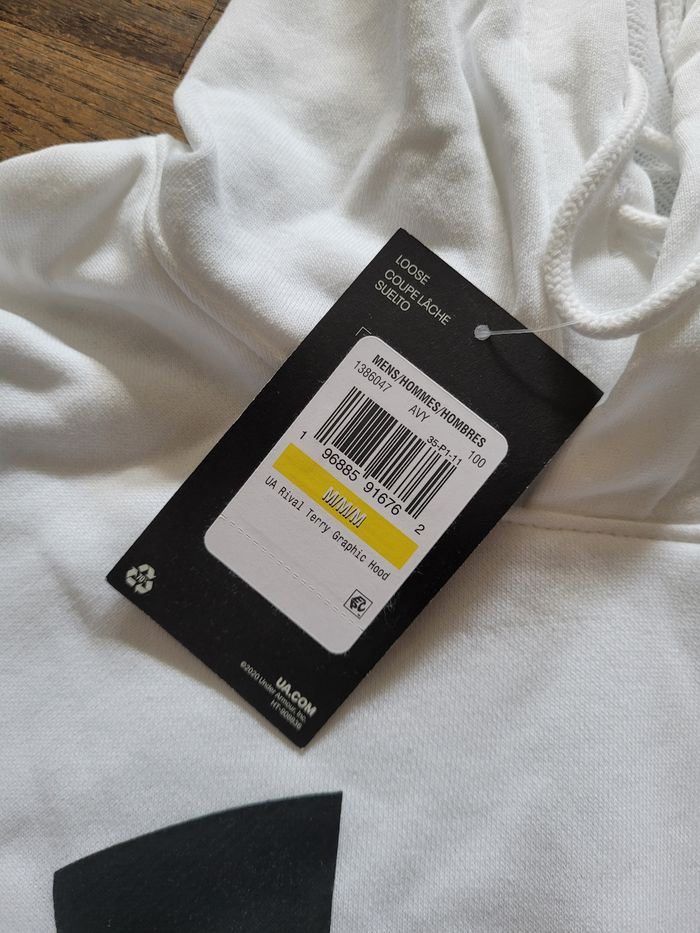 LOOSE
COUPE LÂCHE
SUELTO
MENS/HOMMES/HOMBRES
1386047 AVY 100
35-P1-11
1 96885 91676 2
M/M/M
UA Rival Terry Graphic Hood
UA.COM
©2020 Under Armour, Inc.